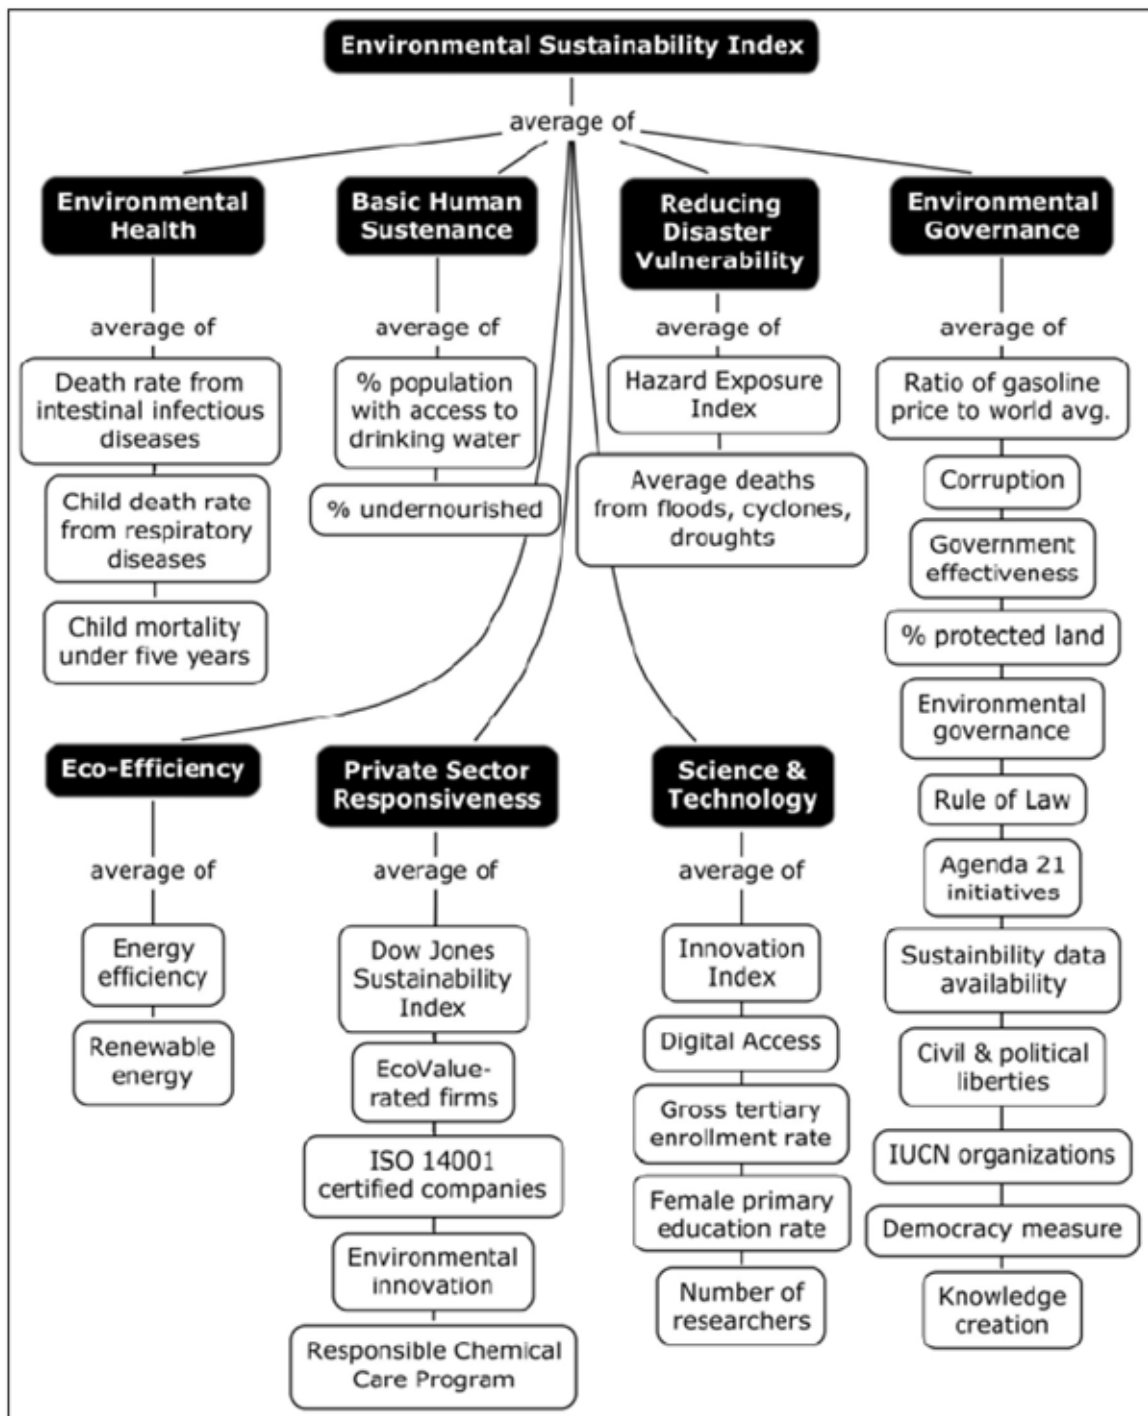 Environmental Sustainability Index
average of
Environmental
Health
average of
Death rate from
intestinal infectious
diseases
Child death rate
from respiratory
diseases
Child mortality
under five years
Basic Human
Sustenance
average of
% population
with access to
drinking water
% undernourished
Reducing
Disaster
Vulnerability
average of
Hazard Exposure
Index
Average deaths
from floods, cyclones,
droughts
Environmental
Governance
average of
Ratio of gasoline
price to world avg.
Corruption
Government
effectiveness
% protected land
Environmental
governance
Rule of Law
Agenda 21
initiatives
Sustainbility data
availability
Civil & political
liberties
IUCN organizations
Democracy measure
Knowledge
creation
Eco-Efficiency
average of
Energy
efficiency
Renewable
energy
Private Sector
Responsiveness
average of
Dow Jones
Sustainability
Index
EcoValue-
rated firms
ISO 14001
certified companies
Environmental
innovation
Responsible Chemical
Care Program
Science &
Technology
average of
Innovation
Index
Digital Access
Gross tertiary
enrollment rate
Female primary
education rate
Number of
researchers